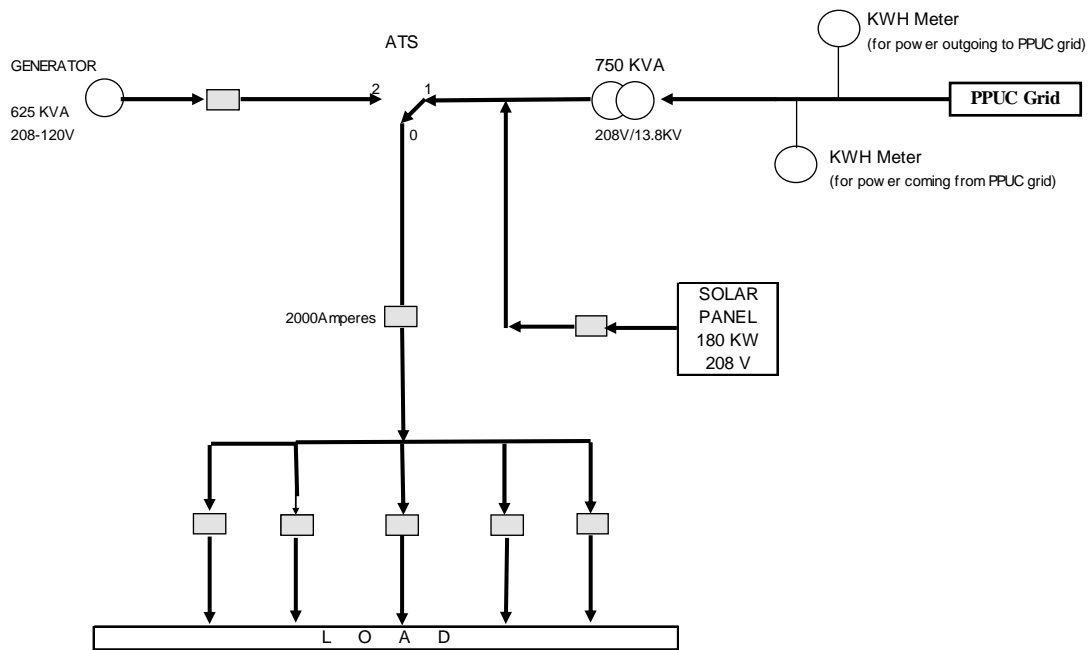 KWH Meter
(for power outgoing to PPUC grid)
ATS
GENERATOR
750 KVA
2
1
PPUC Grid
625 KVA
208-120V
0
208V/13.8KV
KWH Meter
(for power coming from PPUC grid)
2000Amperes
SOLAR
PANEL
180 KW
208 V
L O A D